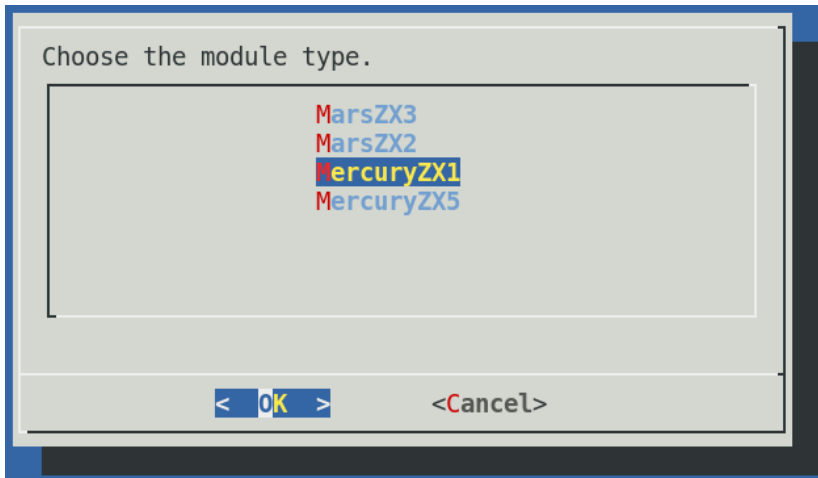 Choose the module type.
MarsZX3
MarsZX2
MercuryZX1
MercuryZX5
<  OK  > <Cancel>